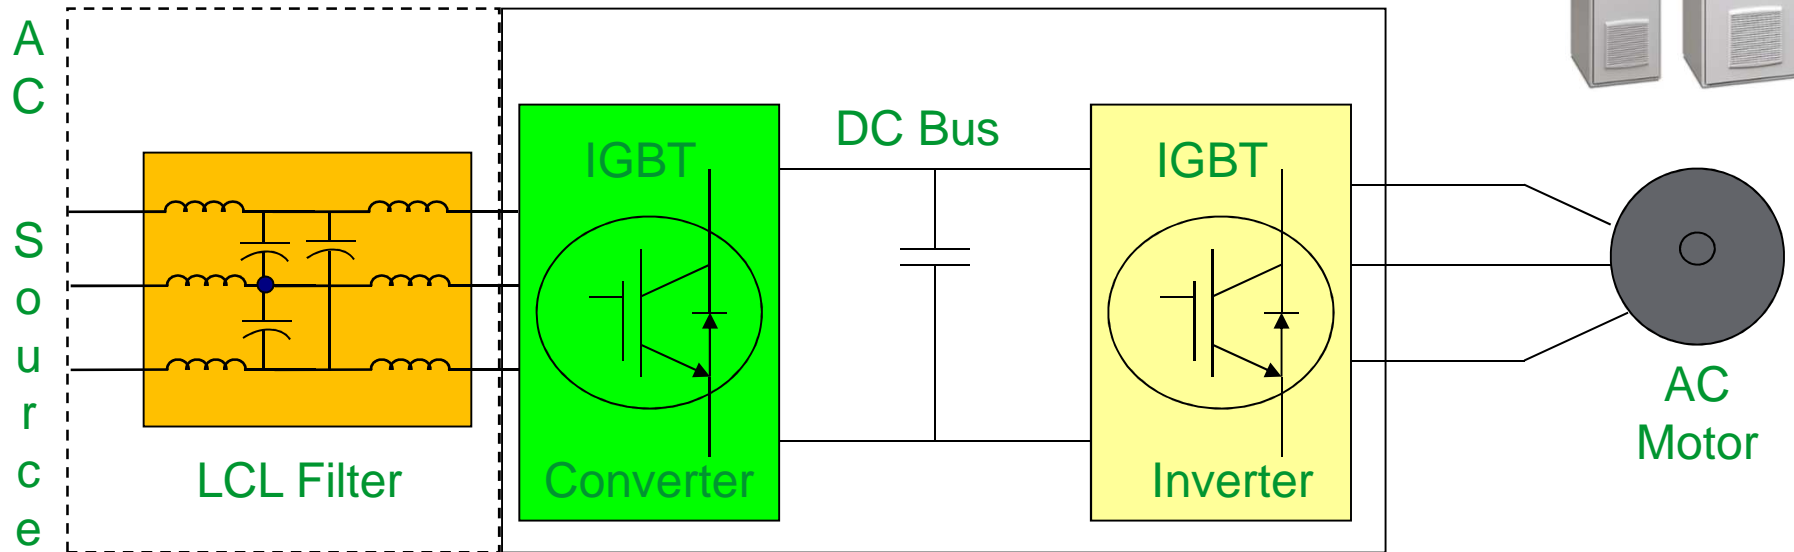 AC Source
LCL Filter
IGBT
Converter
DC Bus
IGBT
Inverter
AC
Motor